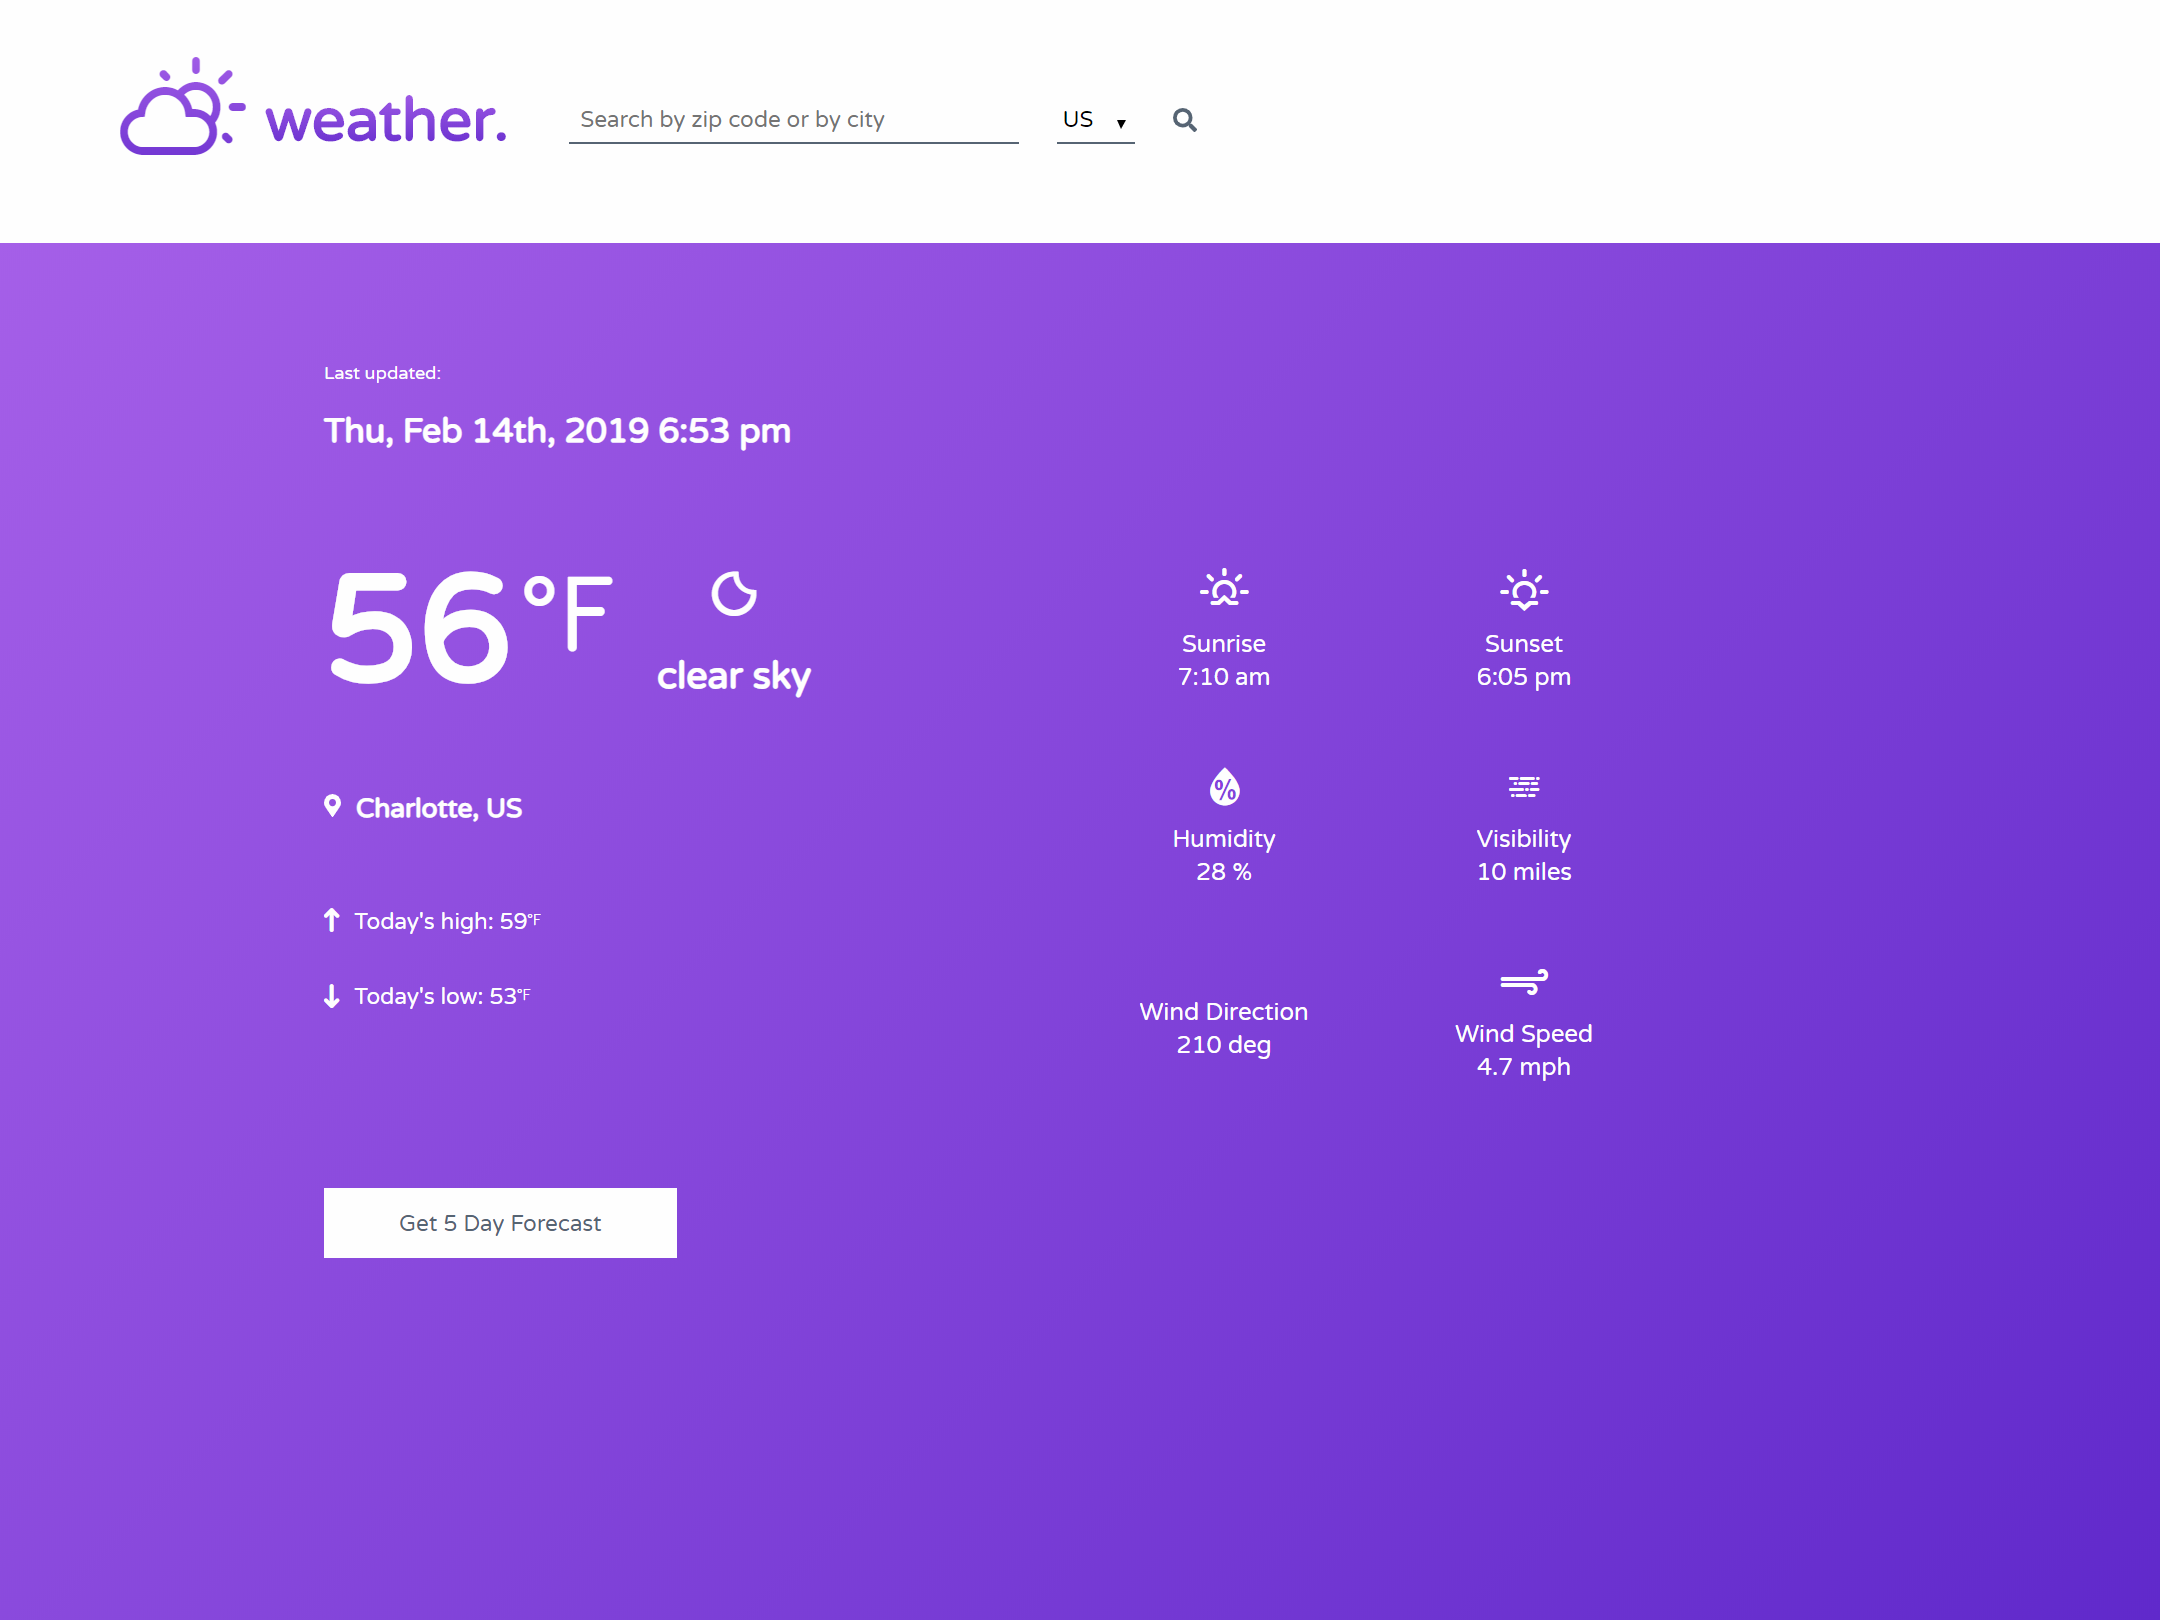 weather.
Search by zip code or by city
US
Last updated:
Thu, Feb 14th, 2019 6:53 pm
56 °F
clear sky
Charlotte, US
Today's high: 59°F
Today's low: 53°F
Get 5 Day Forecast
Sunrise
7:10 am
Sunset
6:05 pm
%
Humidity
28 %
Visibility
10 miles
Wind Direction
210 deg
Wind Speed
4.7 mph